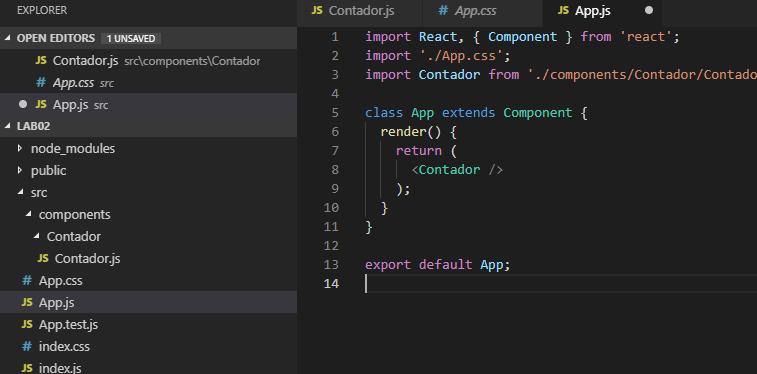 EXPLORER
OPEN EDITORS 1 UNSAVED
JS Contador.js src\components\Contador
# App.css src
JS App.js src
LAB02
node_modules
public
src
components
Contador
JS Contador.js
# App.css
JS App.js
JS App.test.js
# index.css
JS index.js
JS Contador.js # App.css JS App.js
1 import React, { Component } from 'react';
2 import './App.css';
3 import Contador from './components/Contador/Contado
4
5 class App extends Component {
6 render() {
7 return (
8 <Contador />
9 );
10 }
11 }
12
13 export default App;
14